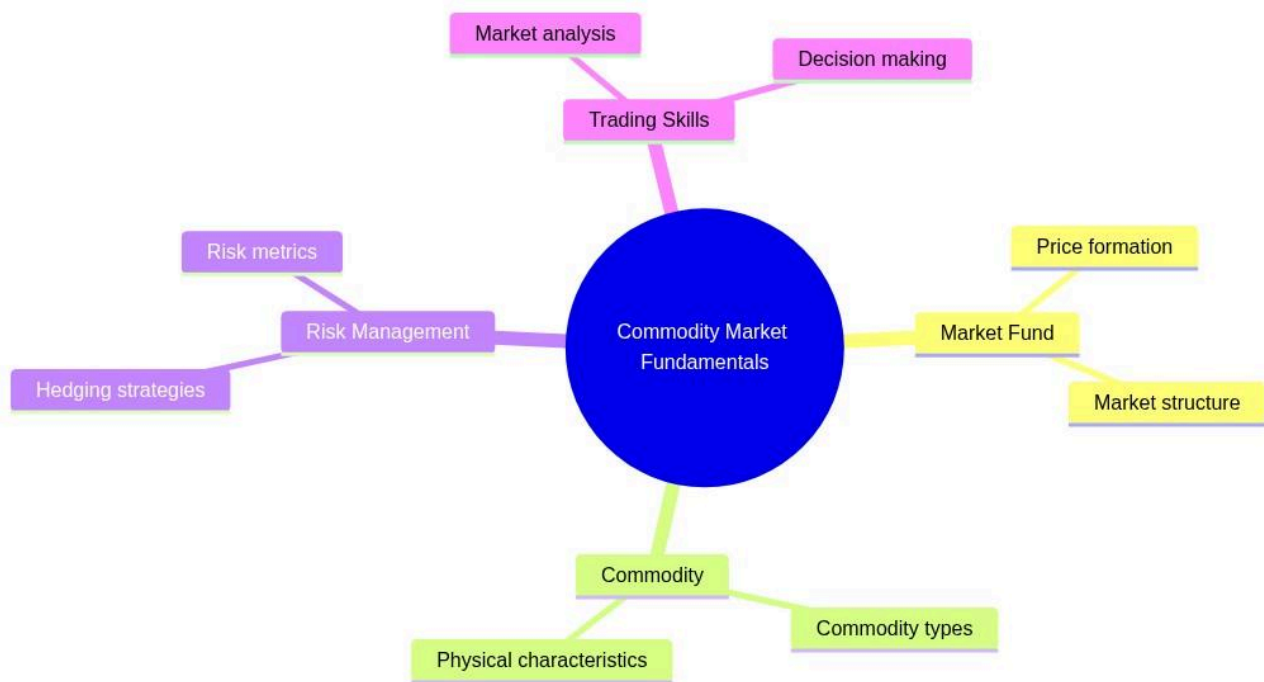 Market analysis
Decision making
Trading Skills
Risk metrics
Price formation
Risk Management
Commodity Market
Fundamentals
Market Fund
Hedging strategies
Market structure
Commodity
Commodity types
Physical characteristics